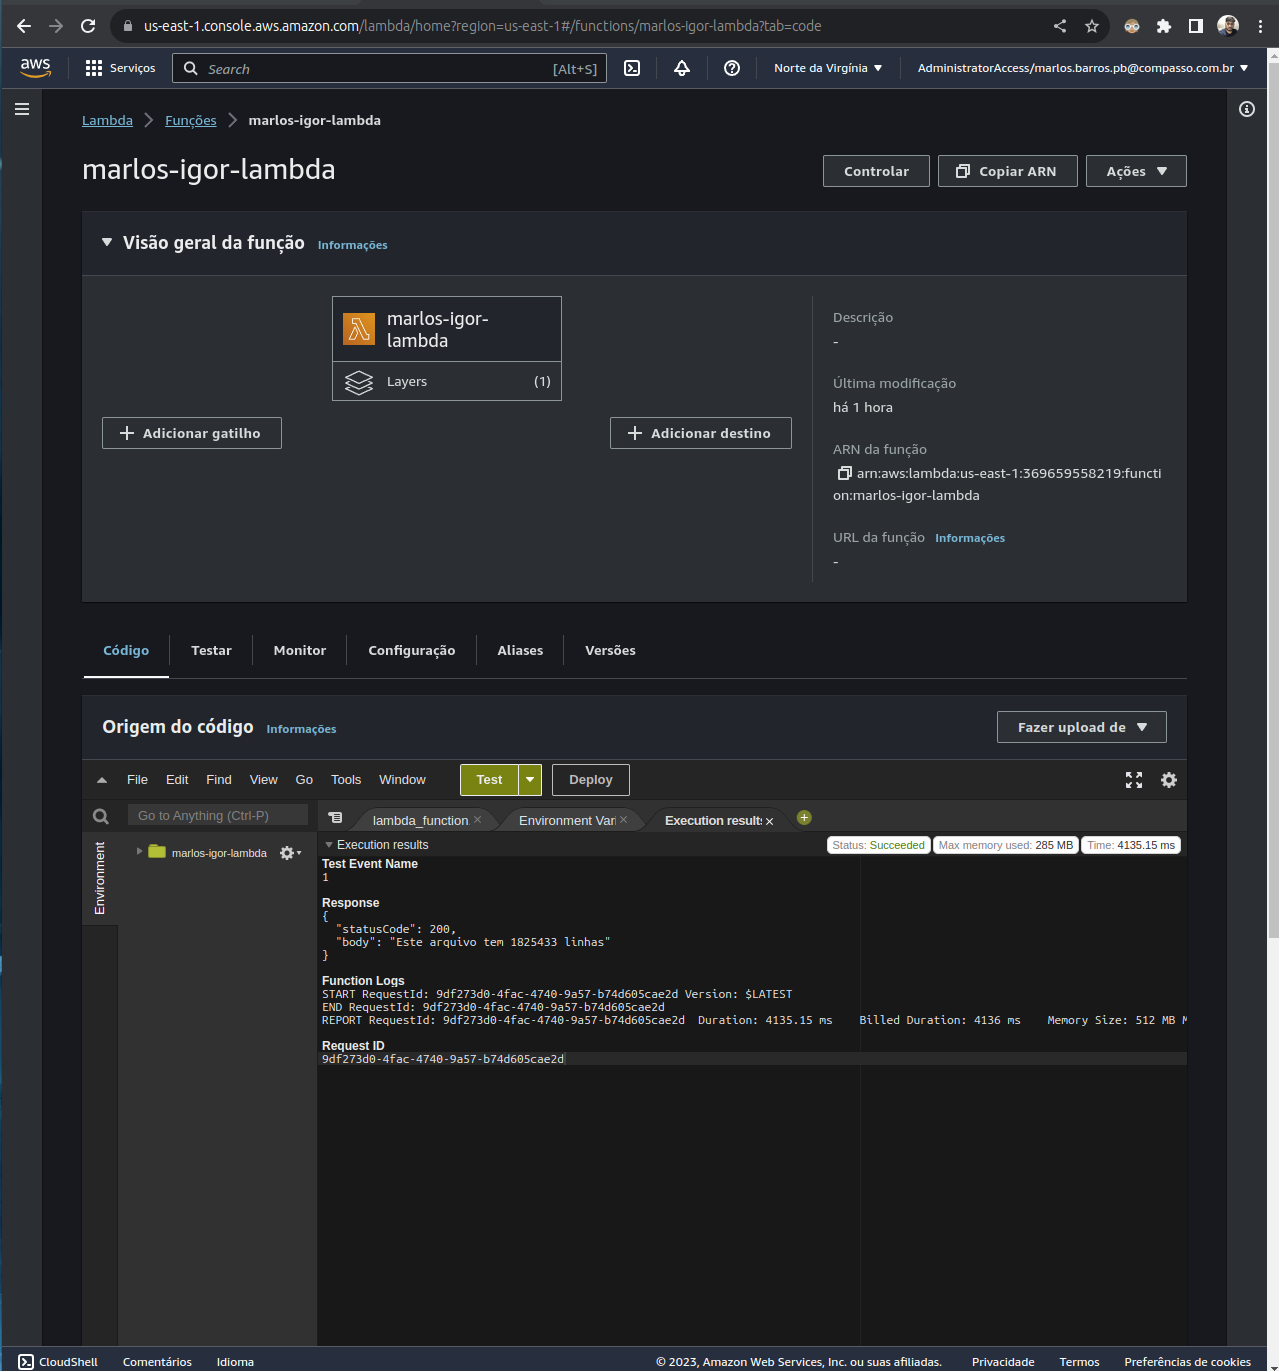 us-east-1.console.aws.amazon.com/lambda/home?region=us-east-1#/functions/marlos-igor-lambda?tab=code
aws
Serviços
Search
[Alt+S]
Norte da Virgínia
AdministratorAccess/marlos.barros.pb@compasso.com.br
Lambda
Funções
marlos-igor-lambda
marlos-igor-lambda
Controlar
Copiar ARN
Ações
Visão geral da função
Informações
marlos-igor-
lambda
Layers
(1)
Adicionar gatilho
Adicionar destino
Descrição
-
Última modificação
há 1 hora
ARN da função
arn:aws:lambda:us-east-1:369659558219:functi
on:marlos-igor-lambda
URL da função
Informações
-
Código
Testar
Monitor
Configuração
Aliases
Versões
Origem do código
Informações
Fazer upload de
File
Edit
Find
View
Go
Tools
Window
Test
Deploy
Go to Anything (Ctrl-P)
lambda_function.
Environment Vari
Execution results
Environment
marlos-igor-lambda
Execution results
Status: Succeeded
Max memory used: 285 MB
Time: 4135.15 ms
Test Event Name
1
Response
{
"statusCode": 200,
"body": "Este arquivo tem 1825433 linhas"
}
Function Logs
START RequestId: 9df273d0-4fac-4740-9a57-b74d605cae2d Version: $LATEST
END RequestId: 9df273d0-4fac-4740-9a57-b74d605cae2d
REPORT RequestId: 9df273d0-4fac-4740-9a57-b74d605cae2d Duration: 4135.15 ms Billed Duration: 4136 ms Memory Size: 512 MB M
Request ID
9df273d0-4fac-4740-9a57-b74d605cae2d
CloudShell
Comentários
Idioma
© 2023, Amazon Web Services, Inc. ou suas afiliadas.
Privacidade
Termos
Preferências de cookies